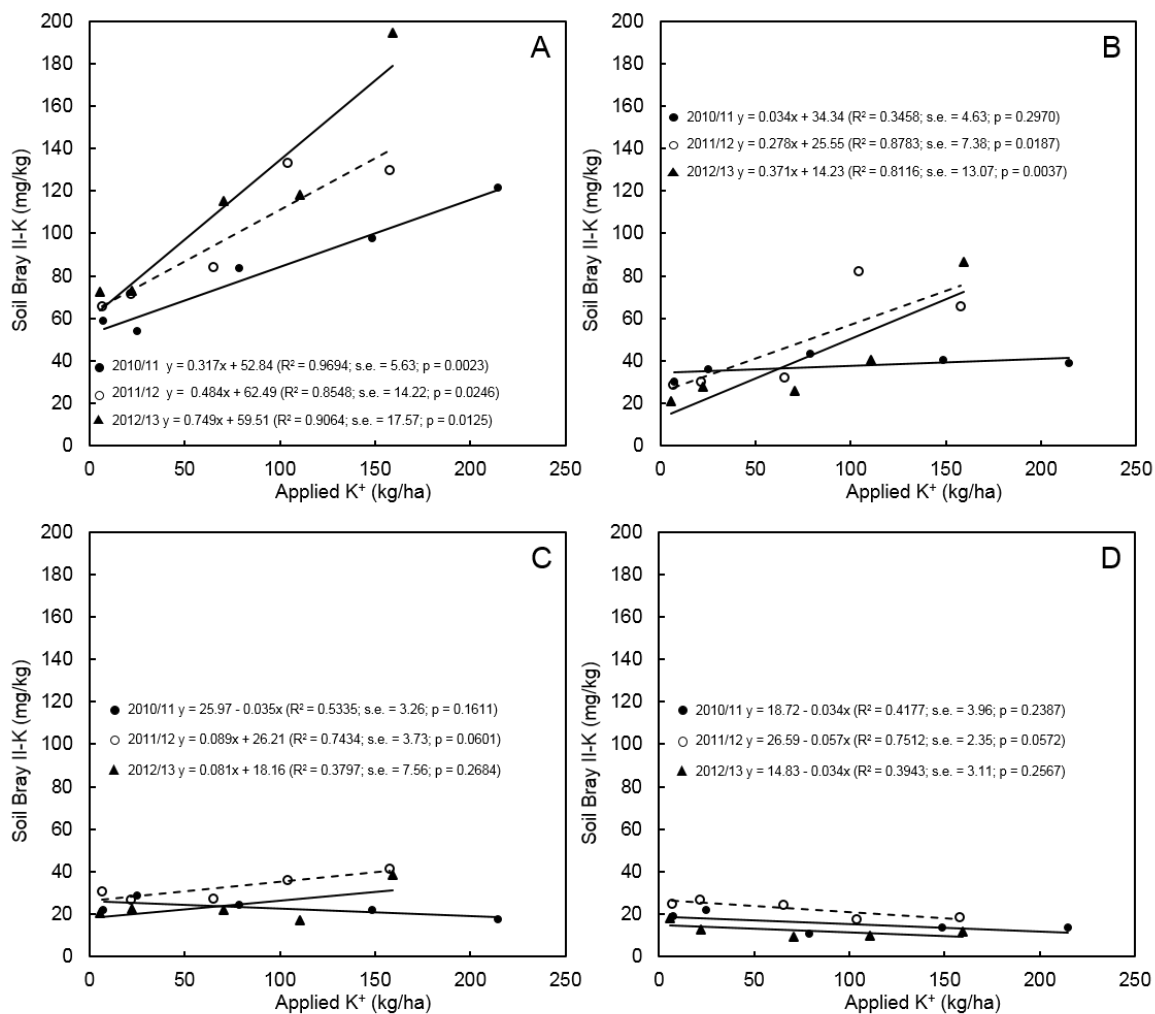 A
Soil Bray II-K (mg/kg)
200
180
160
140
120
100
80
60
40
20
0
2010/11 y = 0.317x + 52.84 (R² = 0.9694; s.e. = 5.63; p = 0.0023)
2011/12 y = 0.484x + 62.49 (R² = 0.8548; s.e. = 14.22; p = 0.0246)
2012/13 y = 0.749x + 59.51 (R² = 0.9064; s.e. = 17.57; p = 0.0125)
0 50 100 150 200 250
Applied K⁺ (kg/ha)
B
Soil Bray II-K (mg/kg)
200
180
160
140
120
100
80
60
40
20
0
2010/11 y = 0.034x + 34.34 (R² = 0.3458; s.e. = 4.63; p = 0.2970)
2011/12 y = 0.278x + 25.55 (R² = 0.8783; s.e. = 7.38; p = 0.0187)
2012/13 y = 0.371x + 14.23 (R² = 0.8116; s.e. = 13.07; p = 0.0037)
0 50 100 150 200 250
Applied K⁺ (kg/ha)
C
Soil Bray II-K (mg/kg)
200
180
160
140
120
100
80
60
40
20
0
2010/11 y = 25.97 - 0.035x (R² = 0.5335; s.e. = 3.26; p = 0.1611)
2011/12 y = 0.089x + 26.21 (R² = 0.7434; s.e. = 3.73; p = 0.0601)
2012/13 y = 0.081x + 18.16 (R² = 0.3797; s.e. = 7.56; p = 0.2684)
0 50 100 150 200 250
Applied K⁺ (kg/ha)
D
Soil Bray II-K (mg/kg)
200
180
160
140
120
100
80
60
40
20
0
2010/11 y = 18.72 - 0.034x (R² = 0.4177; s.e. = 3.96; p = 0.2387)
2011/12 y = 26.59 - 0.057x (R² = 0.7512; s.e. = 2.35; p = 0.0572)
2012/13 y = 14.83 - 0.034x (R² = 0.3943; s.e. = 3.11; p = 0.2567)
0 50 100 150 200 250
Applied K⁺ (kg/ha)